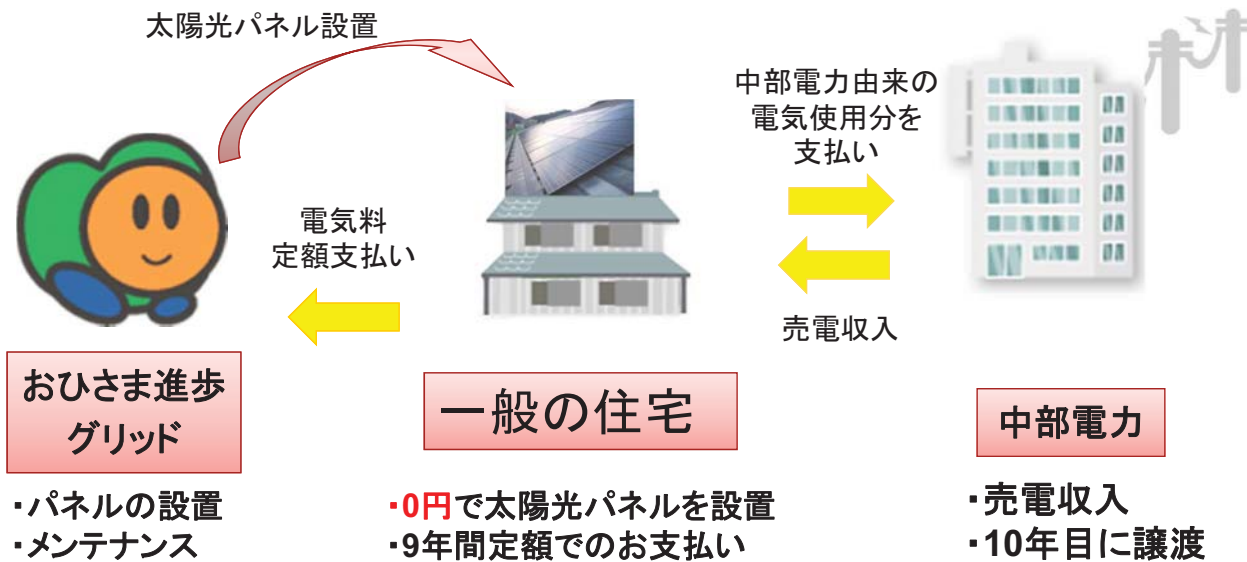 太陽光パネル設置
中部電力由来の
電気使用分を
支払い
電気料
定額支払い
売電収入
おひさま進歩
グリッド
一般の住宅
中部電力
・パネルの設置
・メンテナンス
・0円で太陽光パネルを設置
・9年間定額でのお支払い
・売電収入
・10年目に譲渡